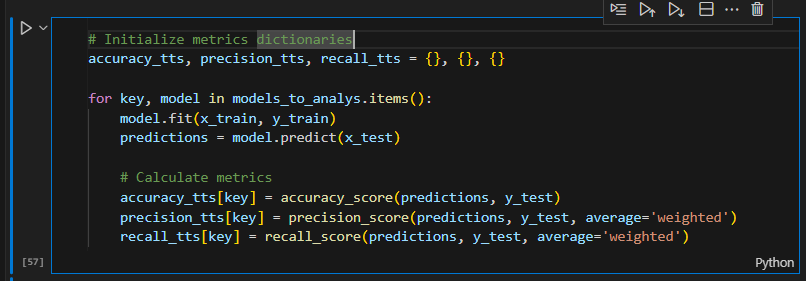 # Initialize metrics dictionaries
accuracy_tts, precision_tts, recall_tts = {}, {}, {}
for key, model in models_to_analys.items():
model.fit(x_train, y_train)
predictions = model.predict(x_test)
# Calculate metrics
accuracy_tts[key] = accuracy_score(predictions, y_test)
precision_tts[key] = precision_score(predictions, y_test, average='weighted')
recall_tts[key] = recall_score(predictions, y_test, average='weighted')
[57]
Python